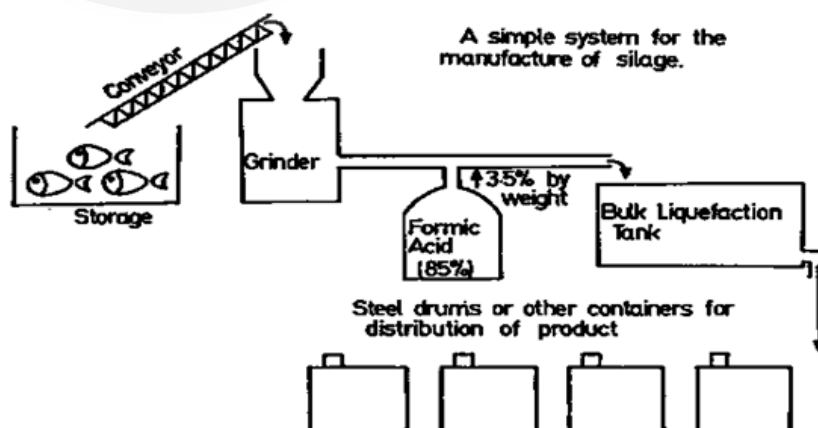 A simple system for the
manufacture of silage.
Conveyor
Grinder
Storage
3·5% by
weight
Formic
Acid
(85%)
Bulk Liquefaction
Tank
Steel drums or other containers for
distribution of product